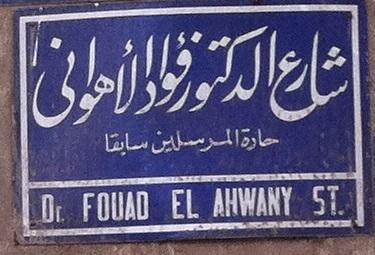 شارع الدكتور فؤاد الأهواني
حارة المرسلين سابقا
Dr. FOUAD EL AHWANY ST.